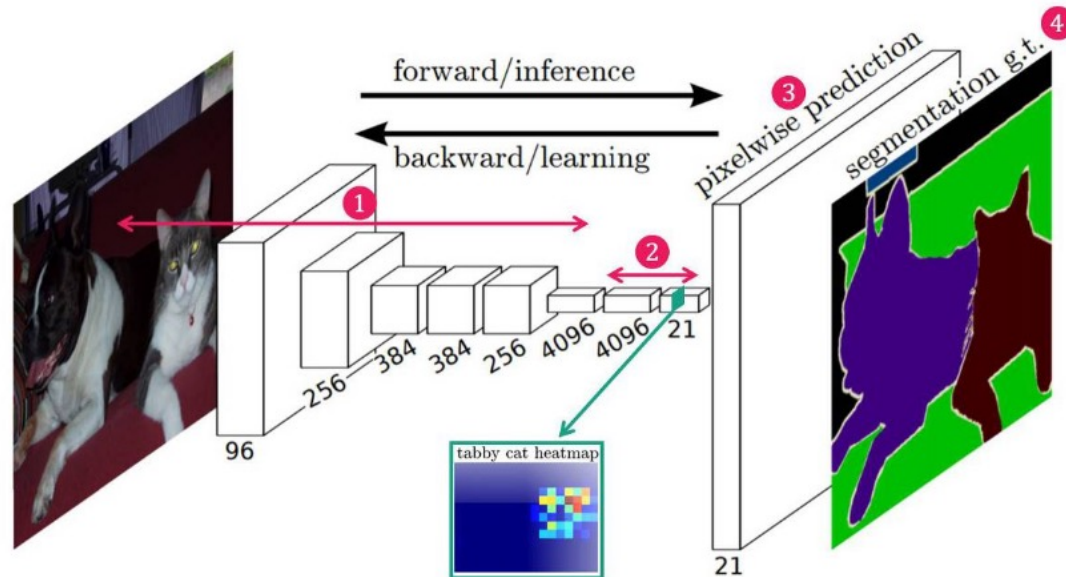 4
forward/inference
3
pixelwise prediction
segmentation g.t.
backward/learning
1
2
96
256
384
384
256
4096
4096
21
tabby cat heatmap
21